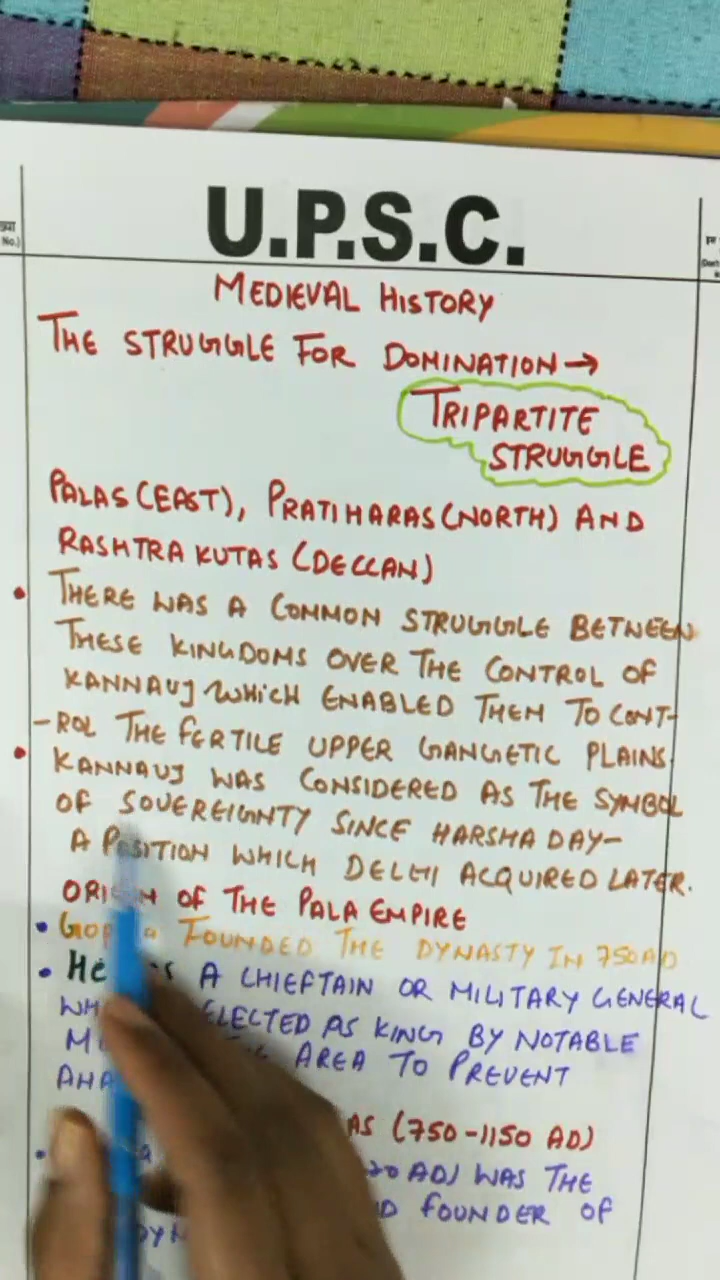 U.P.S.C.
No.)
MEDIEVAL HISTORY
THE STRUGGLE FOR DOMINATION →
TRIPARTITE
STRUGGLE
PALAS (EAST), PRATIHARAS (NORTH) AND
RASHTRAKUTAS (DECCAN)
• THERE WAS A COMMON STRUGGLE BETWEEN
THESE KINGDOMS OVER THE CONTROL OF
KANNAUJ WHICH ENABLED THEM TO CONT-
-ROL THE FERTILE UPPER GANGETIC PLAINS.
• KANNAUJ WAS CONSIDERED AS THE SYMBOL
OF SOVEREIGNTY SINCE HARSHA DAY-
A POSITION WHICH DELHI ACQUIRED LATER.
ORIGIN OF THE PALA EMPIRE
• FOUNDED THE DYNASTY IN 750AD
• HE A CHIEFTAIN OR MILITARY GENERAL
ELECTED AS KING BY NOTABLE
AREA TO PREVENT
(750-1150 AD)
AD) WAS THE
FOUNDER OF